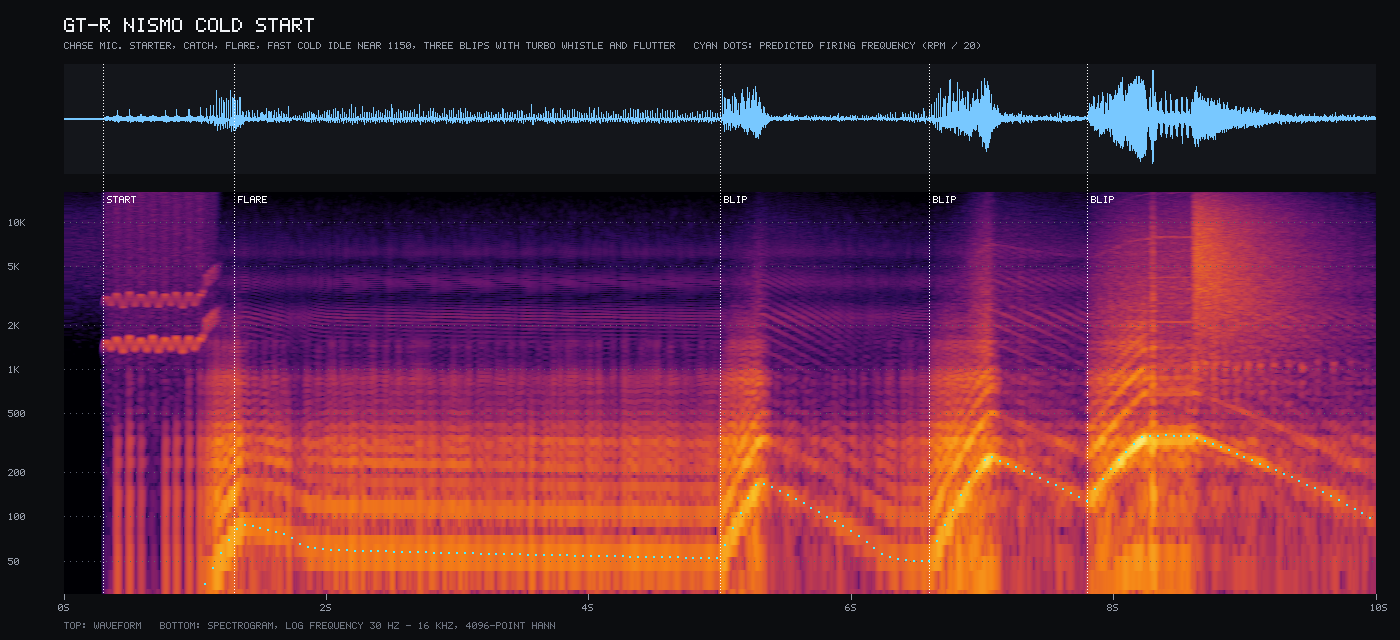 GT-R NISMO COLD START
CHASE MIC. STARTER, CATCH, FLARE, FAST COLD IDLE NEAR 1150, THREE BLIPS WITH TURBO WHISTLE AND FLUTTER   CYAN DOTS: PREDICTED FIRING FREQUENCY (RPM / 20)
START FLARE BLIP BLIP BLIP
10K
5K
2K
1K
500
200
100
50
0S 2S 4S 6S 8S 10S
TOP: WAVEFORM   BOTTOM: SPECTROGRAM, LOG FREQUENCY 30 HZ - 16 KHZ, 4096-POINT HANN